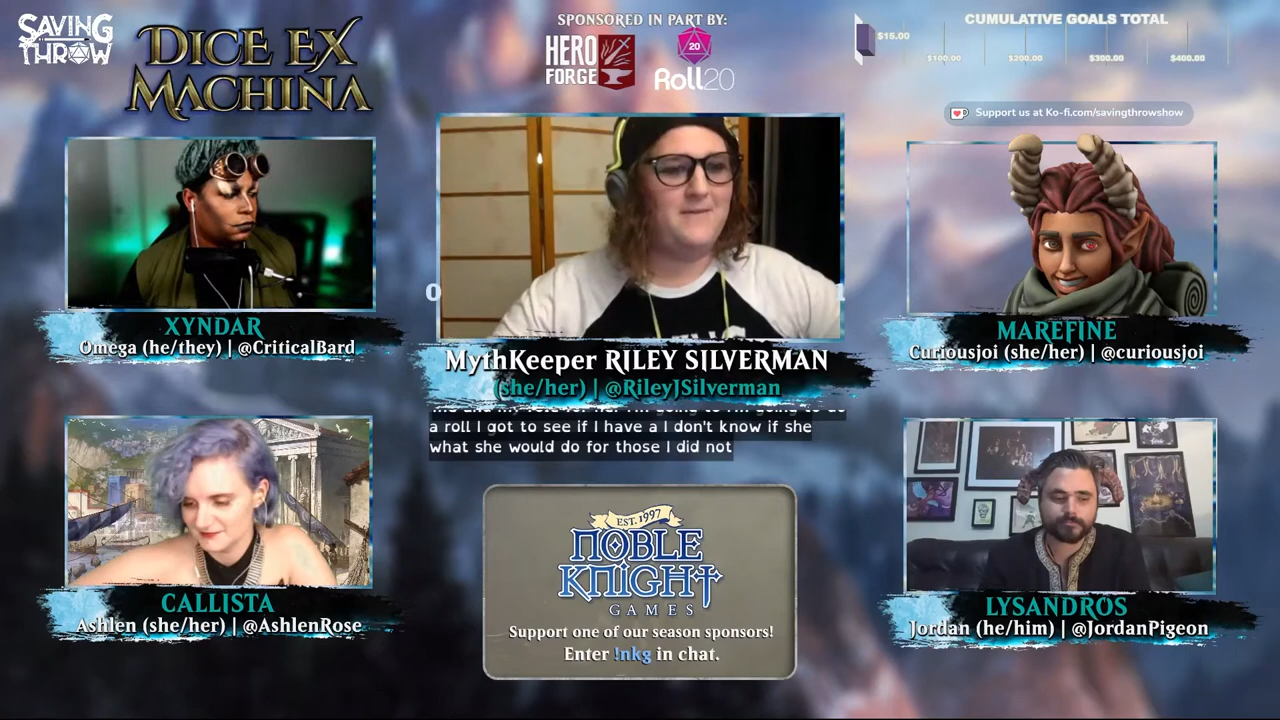 SAVING
THROW
DICE EX
MACHINA
SPONSORED IN PART BY:
HERO
FORGE
20
Roll20
CUMULATIVE GOALS TOTAL
$15.00
$100.00
$200.00
$300.00
$400.00
Support us at Ko-fi.com/savingthrowshow
XYNDAR
Omega (he/they) | @CriticalBard
MythKeeper RILEY SILVERMAN
(she/her) | @RileyJSilverman
MAREFINE
Curiousjoi (she/her) | @curiousjoi
a roll I got to see if I have a I don't know if she
what she would do for those I did not
CALLISTA
Ashlen (she/her) | @AshlenRose
EST. 1997
NOBLE
KNIGHT
GAMES
Support one of our season sponsors!
Enter !nkg in chat.
LYSANDROS
Jordan (he/him) | @JordanPigeon